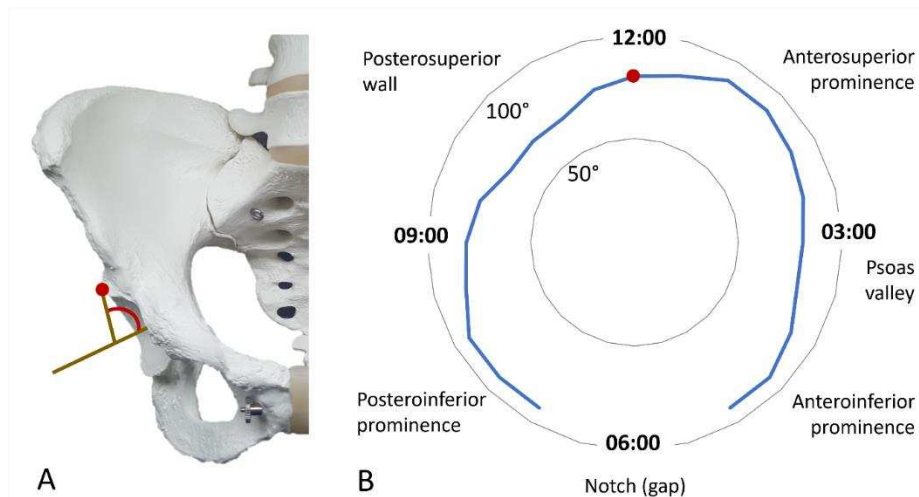 12:00
Posterosuperior
wall
Anterosuperior
prominence
100°
50°
09:00
03:00
Psoas
valley
Posteroinferior
prominence
Anteroinferior
prominence
06:00
A
B
Notch (gap)